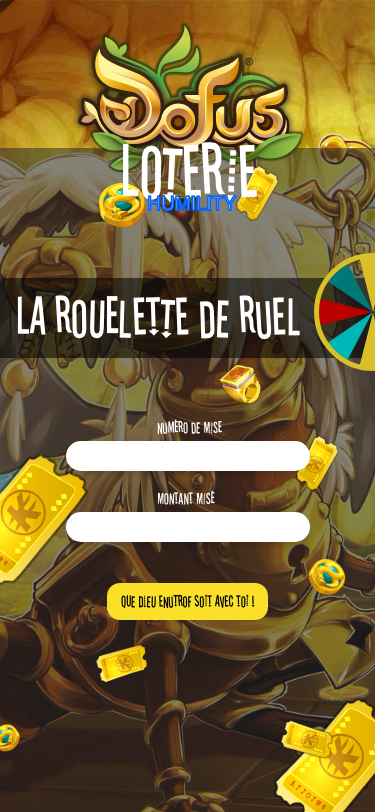 Dofus®
LOTERIE
HUMILITY
LA ROUELETTE DE RUEL
NUMÉRO DE MISE
MONTANT MISE
QUE DIEU ENUTROF SOIT AVEC TOI !